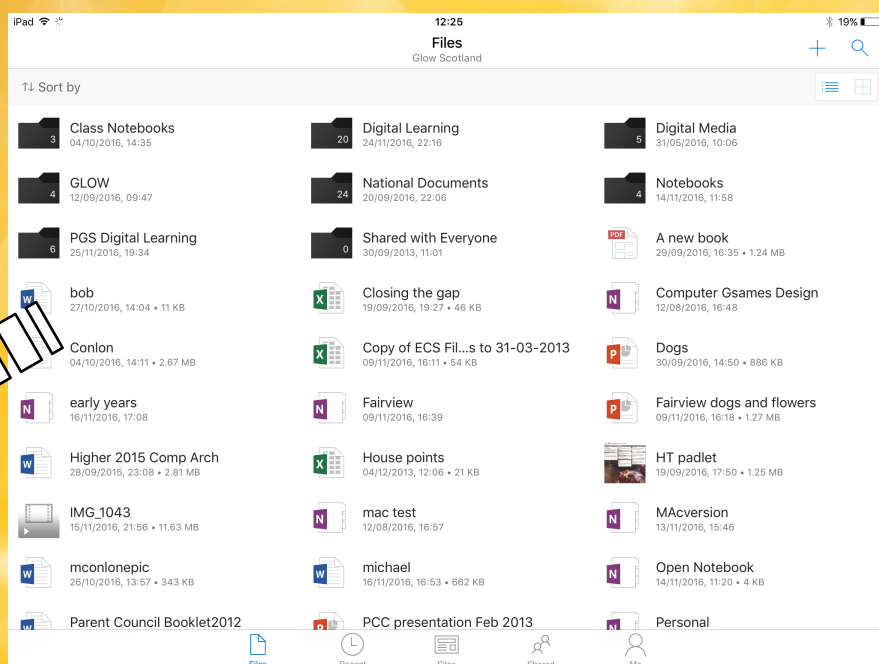 iPad
12:25
19%
Files
Glow Scotland
Sort by
3
Class Notebooks
04/10/2016, 14:35
20
Digital Learning
24/11/2016, 22:16
5
Digital Media
31/05/2016, 10:06
4
GLOW
12/09/2016, 09:47
24
National Documents
20/09/2016, 22:06
4
Notebooks
14/11/2016, 11:58
6
PGS Digital Learning
25/11/2016, 19:34
0
Shared with Everyone
30/09/2013, 11:01
PDF
A new book
29/09/2016, 16:35 • 1.24 MB
W
bob
27/10/2016, 14:04 • 11 KB
X
Closing the gap
19/09/2016, 19:27 • 46 KB
N
Computer Gsames Design
12/08/2016, 16:48
Conlon
04/10/2016, 14:11 • 2.67 MB
X
Copy of ECS Fil...s to 31-03-2013
09/11/2016, 16:11 • 54 KB
P
Dogs
30/09/2016, 14:50 • 886 KB
N
early years
16/11/2016, 17:08
N
Fairview
09/11/2016, 16:39
P
Fairview dogs and flowers
09/11/2016, 16:18 • 1.27 MB
W
Higher 2015 Comp Arch
28/09/2015, 23:08 • 2.81 MB
X
House points
04/12/2013, 12:06 • 21 KB
HT padlet
19/09/2016, 17:50 • 1.25 MB
IMG_1043
15/11/2016, 21:56 • 11.63 MB
N
mac test
12/08/2016, 16:57
N
MAcversion
13/11/2016, 15:46
W
mconlonepic
26/10/2016, 13:57 • 343 KB
W
michael
16/11/2016, 16:53 • 662 KB
N
Open Notebook
14/11/2016, 11:20 • 4 KB
W
Parent Council Booklet2012
P
PCC presentation Feb 2013
N
Personal
Files
Recent
Sites
Shared
Me